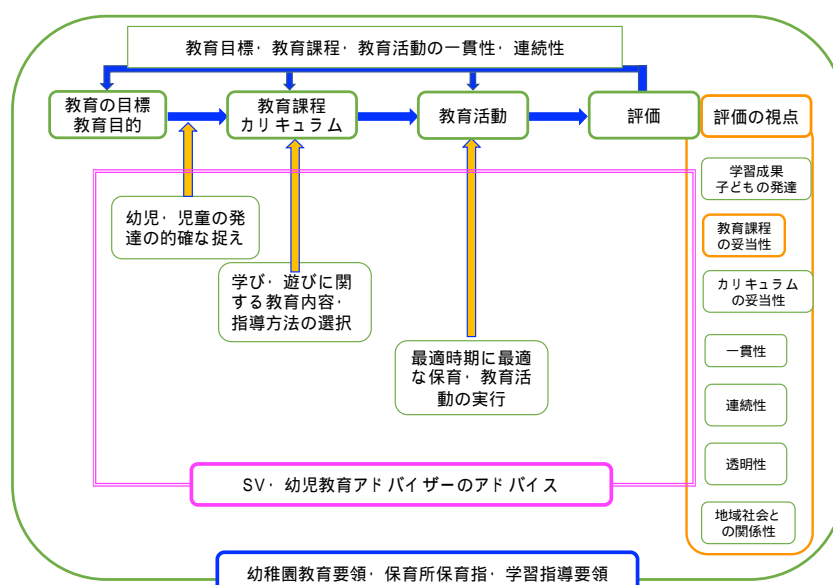 教育目標・教育課程・教育活動の一貫性・連続性
教育の目標
教育目的
教育課程
カリキュラム
教育活動
評価
評価の視点
幼児・児童の発
達の的確な捉え
学び・遊びに関
する教育内容・
指導方法の選択
最適時期に最適
な保育・教育活
動の実行
学習成果
子どもの発達
教育課程
の妥当性
カリキュラム
の妥当性
一貫性
連続性
透明性
地域社会と
の関係性
SV・幼児教育アドバイザーのアドバイス
幼稚園教育要領・保育所保育指・学習指導要領